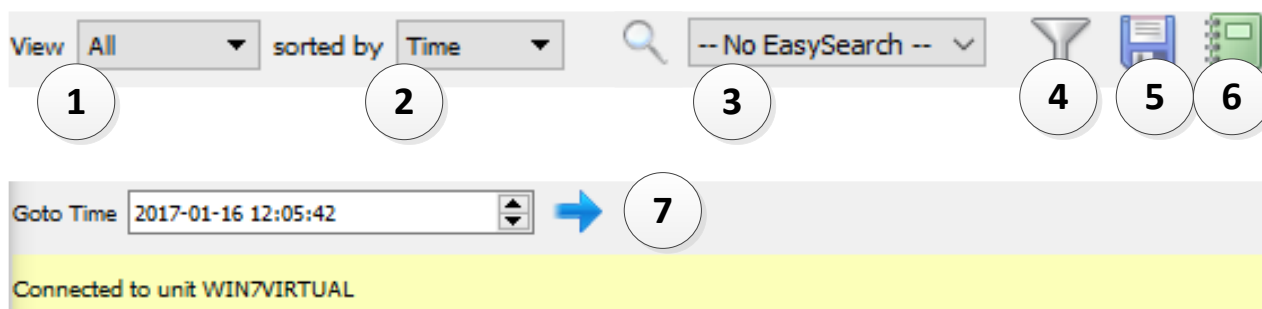 View All sorted by Time -- No EasySearch --
1 2 3 4 5 6
Goto Time 2017-01-16 12:05:42 7
Connected to unit WIN7VIRTUAL